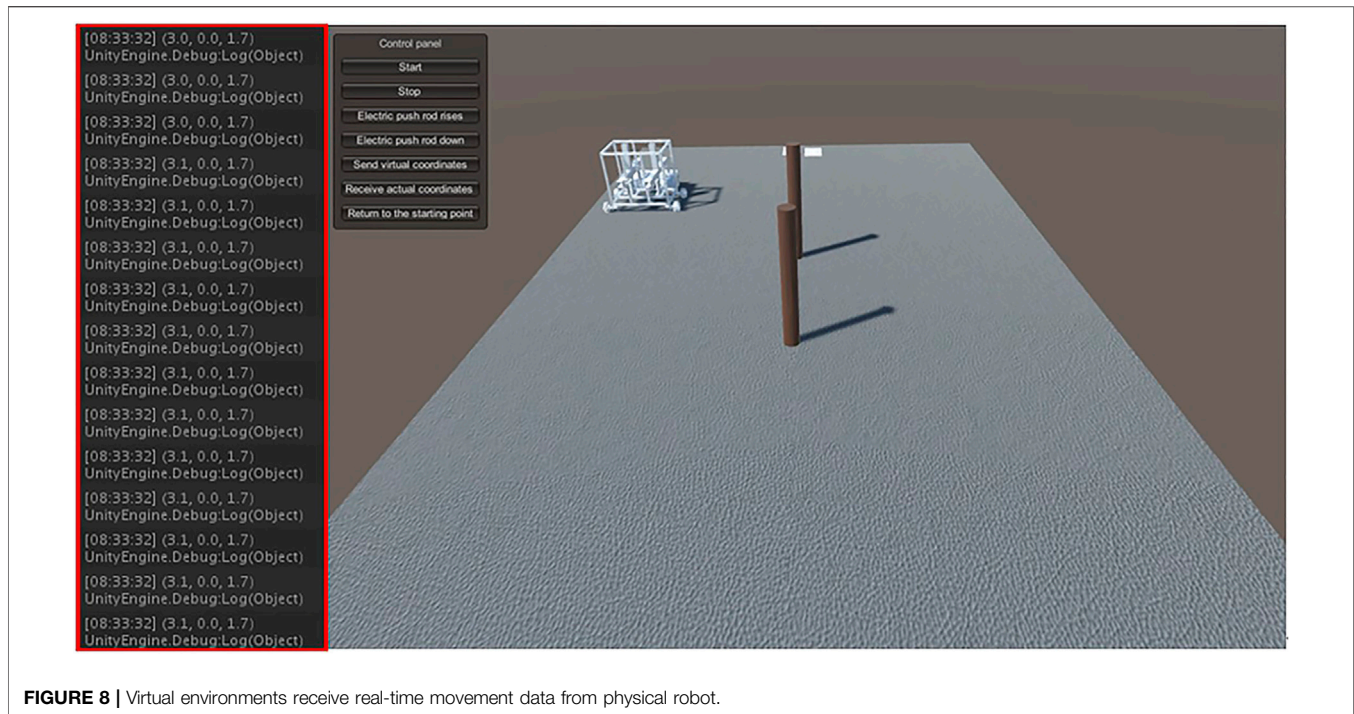 [08:33:32] (3.0, 0.0, 1.7)
UnityEngine.Debug:Log(Object)
[08:33:32] (3.0, 0.0, 1.7)
UnityEngine.Debug:Log(Object)
[08:33:32] (3.0, 0.0, 1.7)
UnityEngine.Debug:Log(Object)
[08:33:32] (3.1, 0.0, 1.7)
UnityEngine.Debug:Log(Object)
[08:33:32] (3.1, 0.0, 1.7)
UnityEngine.Debug:Log(Object)
[08:33:32] (3.1, 0.0, 1.7)
UnityEngine.Debug:Log(Object)
[08:33:32] (3.1, 0.0, 1.7)
UnityEngine.Debug:Log(Object)
[08:33:32] (3.1, 0.0, 1.7)
UnityEngine.Debug:Log(Object)
[08:33:32] (3.1, 0.0, 1.7)
UnityEngine.Debug:Log(Object)
[08:33:32] (3.1, 0.0, 1.7)
UnityEngine.Debug:Log(Object)
[08:33:32] (3.1, 0.0, 1.7)
UnityEngine.Debug:Log(Object)
[08:33:32] (3.1, 0.0, 1.7)
UnityEngine.Debug:Log(Object)
[08:33:32] (3.1, 0.0, 1.7)
UnityEngine.Debug:Log(Object)
[08:33:32] (3.1, 0.0, 1.7)
UnityEngine.Debug:Log(Object)
[08:33:32] (3.1, 0.0, 1.7)
UnityEngine.Debug:Log(Object)
Control panel
Start
Stop
Electric push rod rises
Electric push rod down
Send virtual coordinates
Receive actual coordinates
Return to the starting point
FIGURE 8 | Virtual environments receive real-time movement data from physical robot.